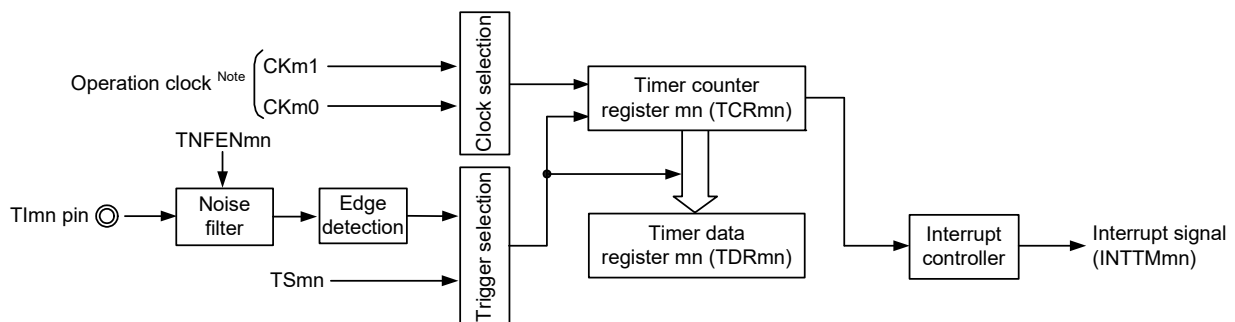 Operation clock Note
CKm1
CKm0
Clock selection
Timer counter
register mn (TCRmn)
TNFENmn
TImn pin
Noise
filter
Edge
detection
TSmn
Trigger selection
Timer data
register mn (TDRmn)
Interrupt
controller
Interrupt signal
(INTTMmn)